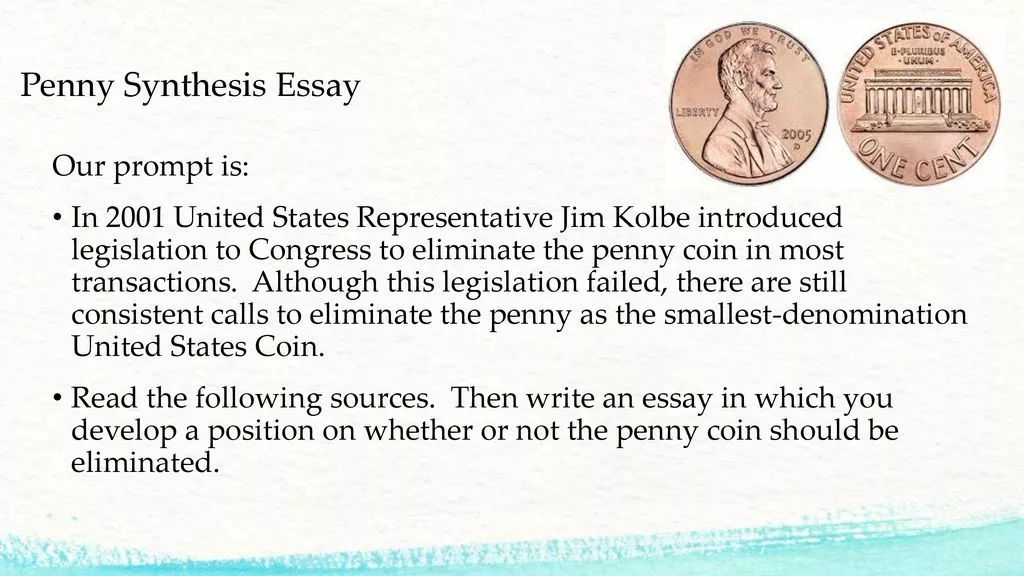 IN GOD WE TRUST
LIBERTY
2005
D
UNITED STATES OF AMERICA
E·PLURIBUS
·UNUM·
ONE CENT
Penny Synthesis Essay
Our prompt is:
• In 2001 United States Representative Jim Kolbe introduced
legislation to Congress to eliminate the penny coin in most
transactions.  Although this legislation failed, there are still
consistent calls to eliminate the penny as the smallest-denomination
United States Coin.
• Read the following sources.  Then write an essay in which you
develop a position on whether or not the penny coin should be
eliminated.